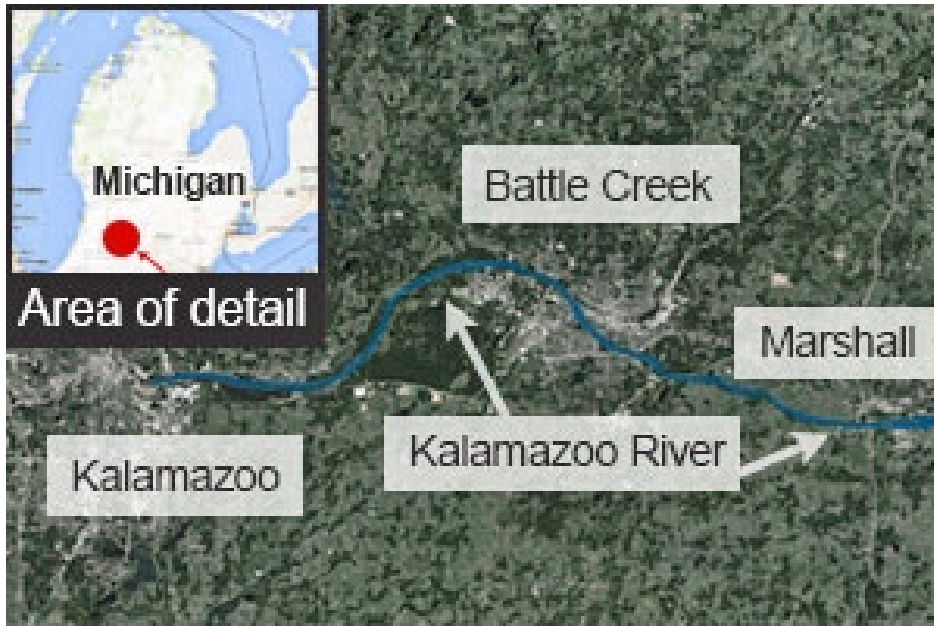 Michigan
Area of detail
Battle Creek
Marshall
Kalamazoo River
Kalamazoo